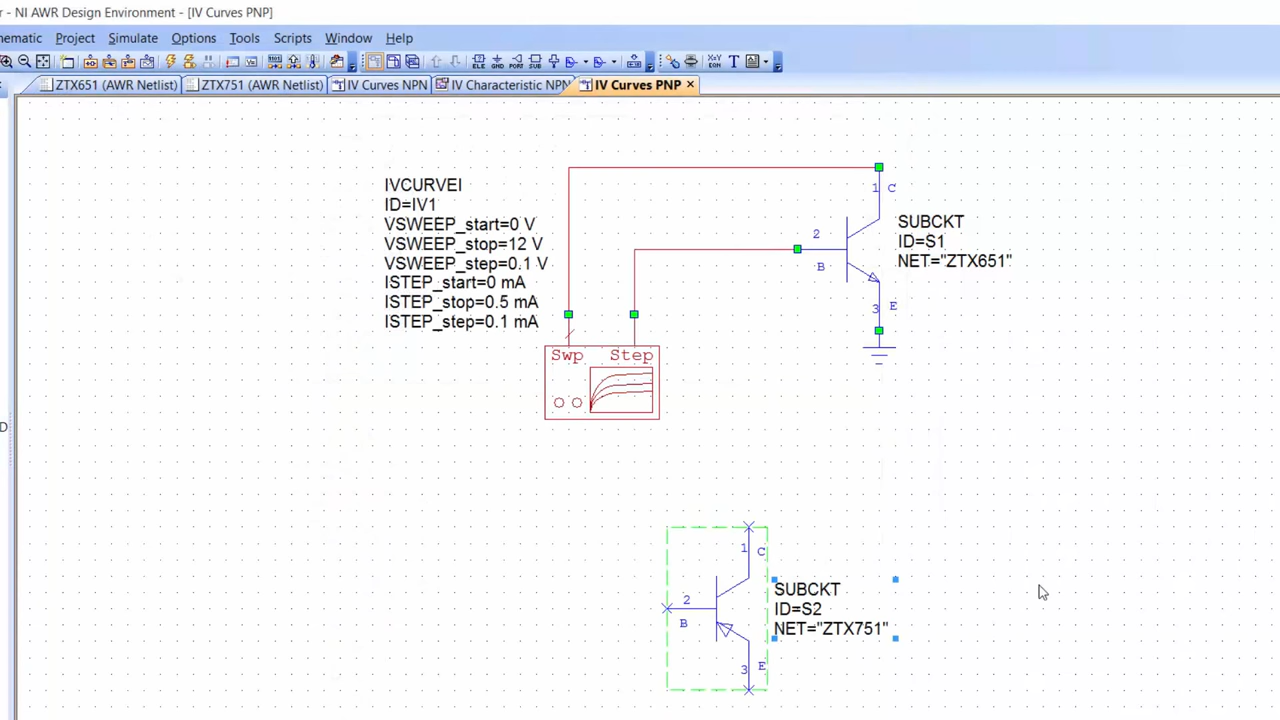 r - NI AWR Design Environment - [IV Curves PNP]
nematic Project Simulate Options Tools Scripts Window Help
ZTX651 (AWR Netlist) ZTX751 (AWR Netlist) IV Curves NPN IV Characteristic NPN IV Curves PNP
IVCURVEI
ID=IV1
VSWEEP_start=0 V
VSWEEP_stop=12 V
VSWEEP_step=0.1 V
ISTEP_start=0 mA
ISTEP_stop=0.5 mA
ISTEP_step=0.1 mA
Swp Step
1 C
2
B
3 E
SUBCKT
ID=S1
NET="ZTX651"
D
1 C
2
B
3 E
SUBCKT
ID=S2
NET="ZTX751"